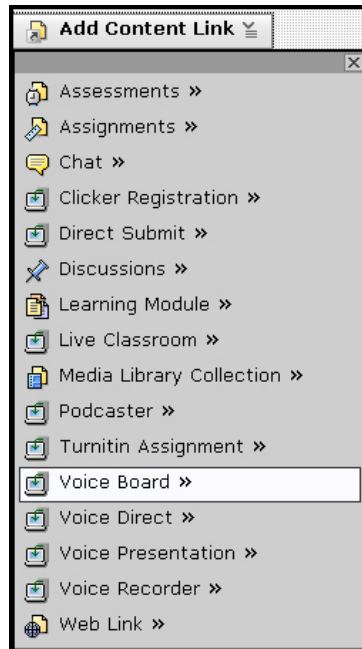 Add Content Link
Assessments »
Assignments »
Chat »
Clicker Registration »
Direct Submit »
Discussions »
Learning Module »
Live Classroom »
Media Library Collection »
Podcaster »
Turnitin Assignment »
Voice Board »
Voice Direct »
Voice Presentation »
Voice Recorder »
Web Link »